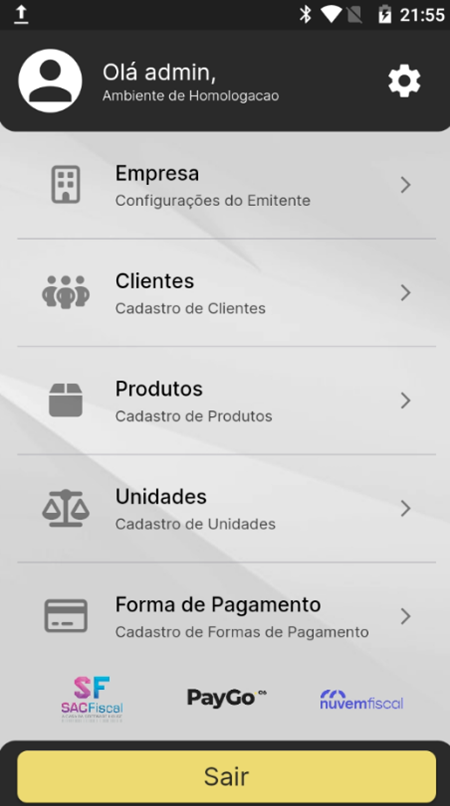 21:55
Olá admin,
Ambiente de Homologacao
Empresa
Configurações do Emitente
Clientes
Cadastro de Clientes
Produtos
Cadastro de Produtos
Unidades
Cadastro de Unidades
Forma de Pagamento
Cadastro de Formas de Pagamento
SF
SACFiscal
PayGo
nuvemfiscal
Sair